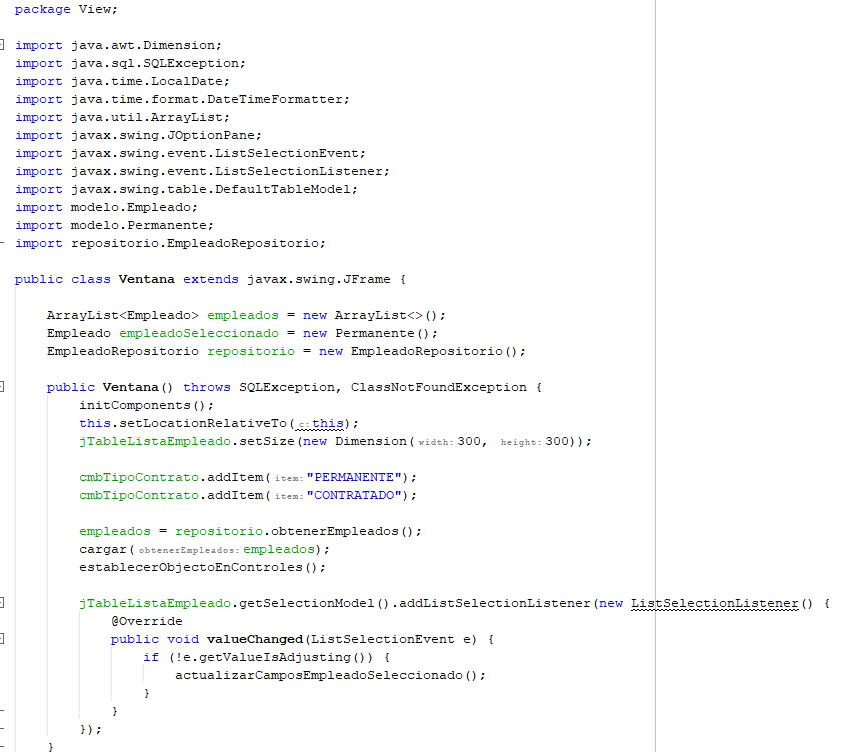 package View;
import java.awt.Dimension;
import java.sql.SQLException;
import java.time.LocalDate;
import java.time.format.DateTimeFormatter;
import java.util.ArrayList;
import javax.swing.JOptionPane;
import javax.swing.event.ListSelectionEvent;
import javax.swing.event.ListSelectionListener;
import javax.swing.table.DefaultTableModel;
import modelo.Empleado;
import modelo.Permanente;
import repositorio.EmpleadoRepositorio;
public class Ventana extends javax.swing.JFrame {
    ArrayList<Empleado> empleados = new ArrayList<>();
    Empleado empleadoSeleccionado = new Permanente();
    EmpleadoRepositorio repositorio = new EmpleadoRepositorio();
    public Ventana() throws SQLException, ClassNotFoundException {
        initComponents();
        this.setLocationRelativeTo(c:this);
        jTableListaEmpleado.setSize(new Dimension(width:300, height:300));
        cmbTipoContrato.addItem(item:"PERMANENTE");
        cmbTipoContrato.addItem(item:"CONTRATADO");
        empleados = repositorio.obtenerEmpleados();
        cargar(obtenerEmpleados:empleados);
        establecerObjectoEnControles();
        jTableListaEmpleado.getSelectionModel().addListSelectionListener(new ListSelectionListener() {
            @Override
            public void valueChanged(ListSelectionEvent e) {
                if (!e.getValueIsAdjusting()) {
                    actualizarCamposEmpleadoSeleccionado();
                }
            }
        });
    }